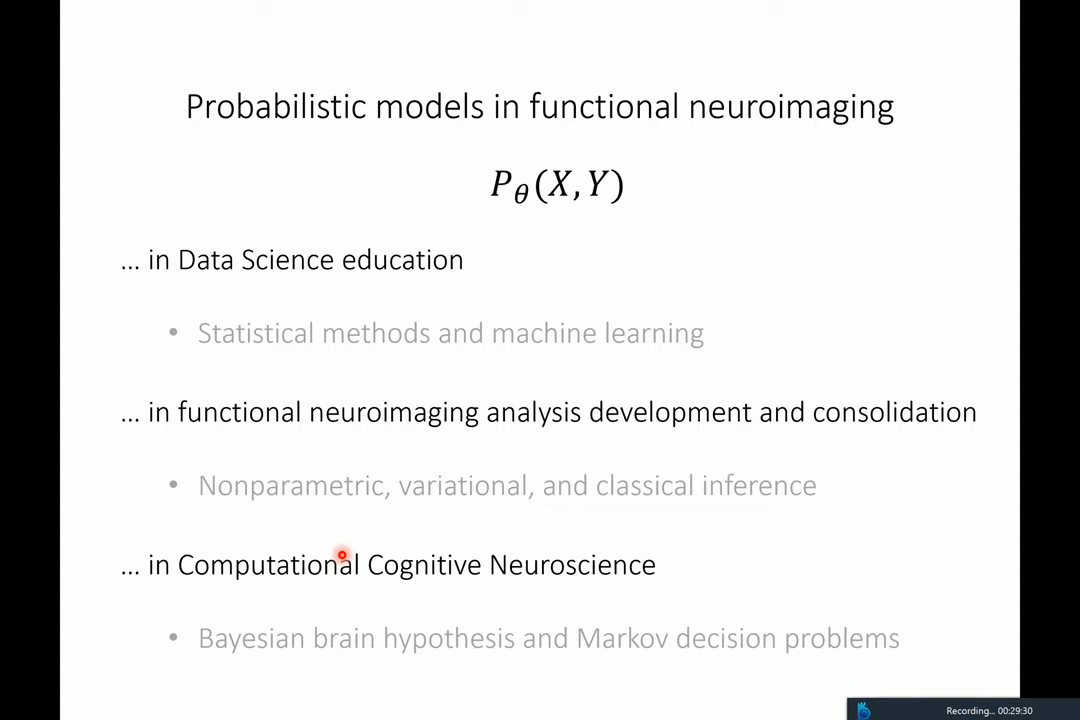 Probabilistic models in functional neuroimaging
P_θ(X, Y)
... in Data Science education
• Statistical methods and machine learning
... in functional neuroimaging analysis development and consolidation
• Nonparametric, variational, and classical inference
... in Computational Cognitive Neuroscience
• Bayesian brain hypothesis and Markov decision problems
Recording... 00:29:30